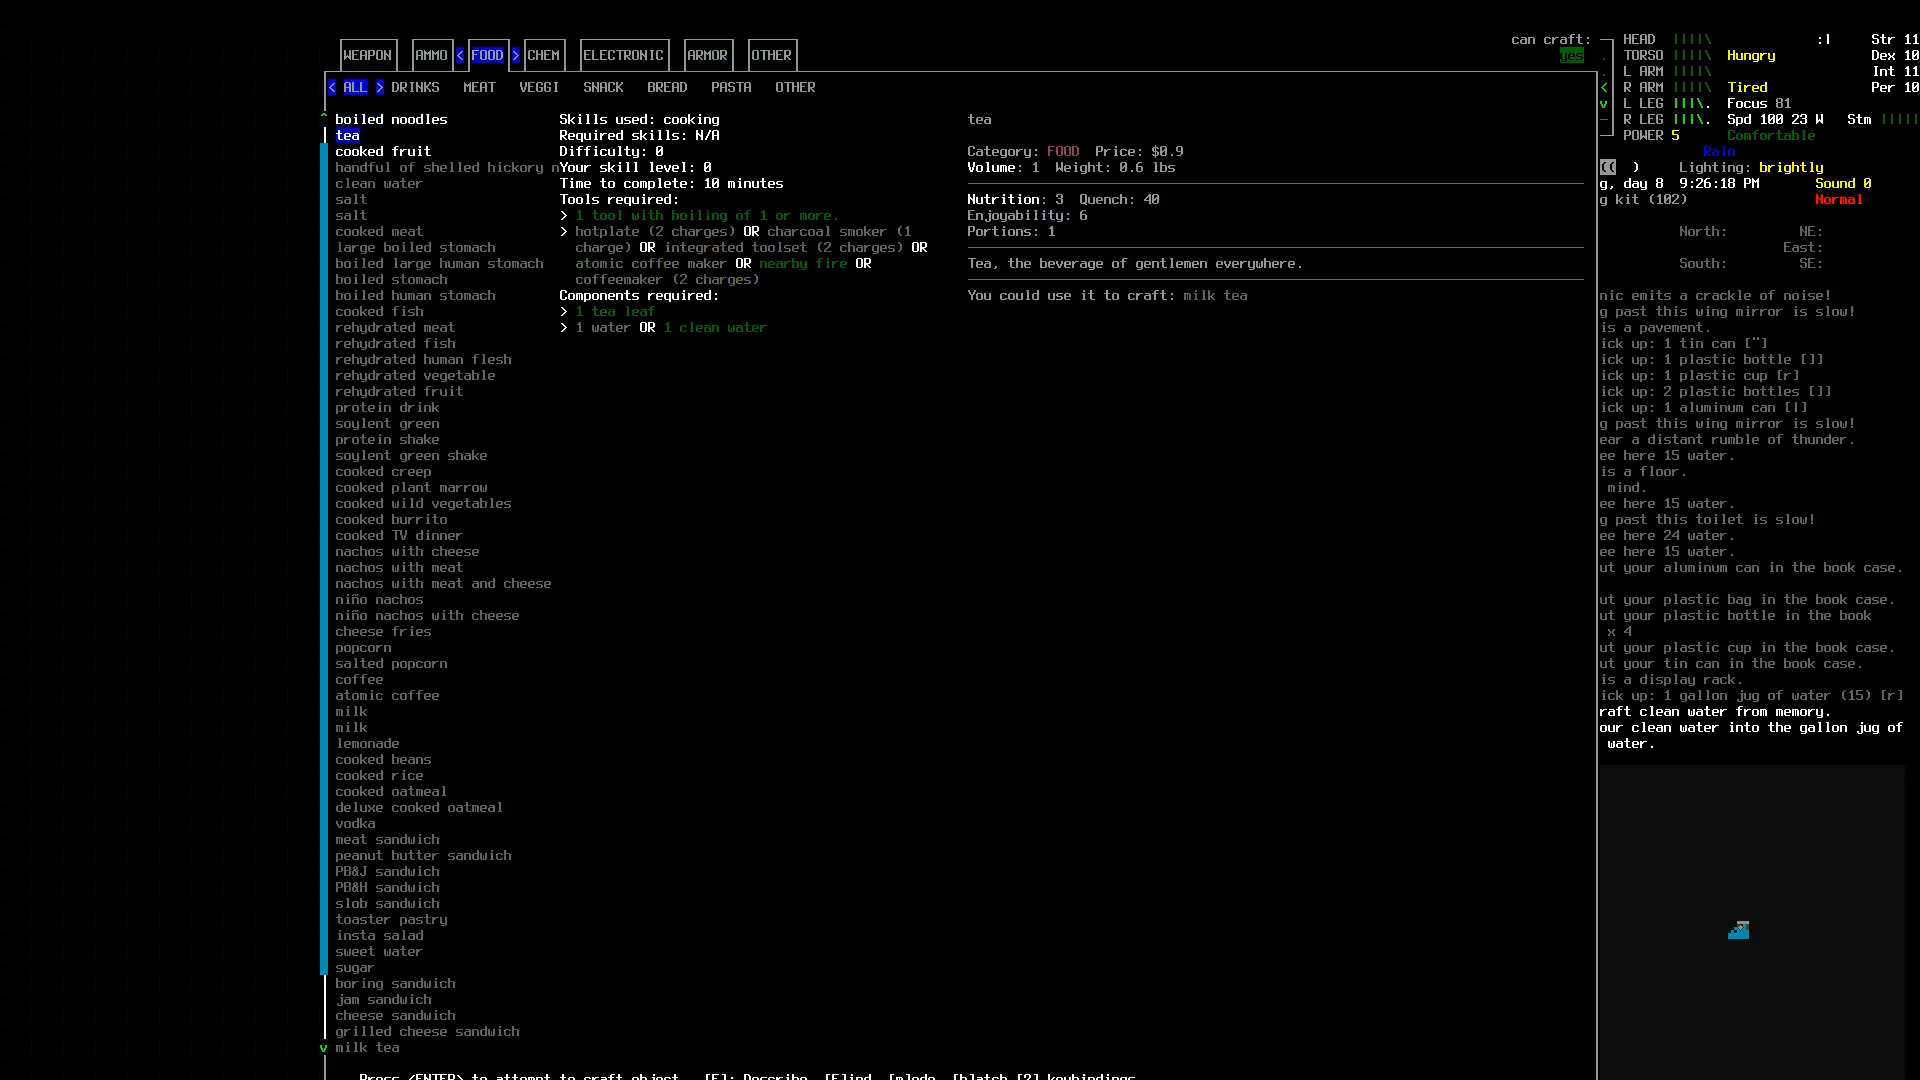 WEAPON AMMO < FOOD > CHEM ELECTRONIC ARMOR OTHER
can craft:
yes
< ALL > DRINKS MEAT VEGGI SNACK BREAD PASTA OTHER
boiled noodles
tea
cooked fruit
handful of shelled hickory n
clean water
salt
salt
cooked meat
large boiled stomach
boiled large human stomach
boiled stomach
boiled human stomach
cooked fish
rehydrated meat
rehydrated fish
rehydrated human flesh
rehydrated vegetable
rehydrated fruit
protein drink
soylent green
protein shake
soylent green shake
cooked creep
cooked plant marrow
cooked wild vegetables
cooked burrito
cooked TV dinner
nachos with cheese
nachos with meat
nachos with meat and cheese
niño nachos
niño nachos with cheese
cheese fries
popcorn
salted popcorn
coffee
atomic coffee
milk
milk
lemonade
cooked beans
cooked rice
cooked oatmeal
deluxe cooked oatmeal
vodka
meat sandwich
peanut butter sandwich
PB&J sandwich
PB&H sandwich
slob sandwich
toaster pastry
insta salad
sweet water
sugar
boring sandwich
jam sandwich
cheese sandwich
grilled cheese sandwich
milk tea
Skills used: cooking
Required skills: N/A
Difficulty: 0
Your skill level: 0
Time to complete: 10 minutes
Tools required:
> 1 tool with boiling of 1 or more.
> hotplate (2 charges) OR charcoal smoker (1
charge) OR integrated toolset (2 charges) OR
atomic coffee maker OR nearby fire OR
coffeemaker (2 charges)
Components required:
> 1 tea leaf
> 1 water OR 1 clean water
tea
Category: FOOD Price: $0.9
Volume: 1 Weight: 0.6 lbs
Nutrition: 3 Quench: 40
Enjoyability: 6
Portions: 1
Tea, the beverage of gentlemen everywhere.
You could use it to craft: milk tea
Press <ENTER> to attempt to craft object. [E]: Describe, [F]ind, [m]ode, [b]atch [?] keybindings
HEAD ||||\ :| Str 11
TORSO ||||\ Hungry Dex 10
L ARM ||||\ Int 11
R ARM ||||\ Tired Per 10
L LEG |||\. Focus 81
R LEG |||\. Spd 100 23 W Stm |||||
POWER 5 Comfortable
Rain
(( ) Lighting: brightly
g, day 8 9:26:18 PM Sound 0
g kit (102) Normal
North: NE:
East:
South: SE:
nic emits a crackle of noise!
g past this wing mirror is slow!
is a pavement.
ick up: 1 tin can ["]
ick up: 1 plastic bottle []]
ick up: 1 plastic cup [r]
ick up: 2 plastic bottles []]
ick up: 1 aluminum can [|]
g past this wing mirror is slow!
ear a distant rumble of thunder.
ee here 15 water.
is a floor.
mind.
ee here 15 water.
g past this toilet is slow!
ee here 24 water.
ee here 15 water.
ut your aluminum can in the book case.
ut your plastic bag in the book case.
ut your plastic bottle in the book
x 4
ut your plastic cup in the book case.
ut your tin can in the book case.
is a display rack.
ick up: 1 gallon jug of water (15) [r]
raft clean water from memory.
our clean water into the gallon jug of
water.